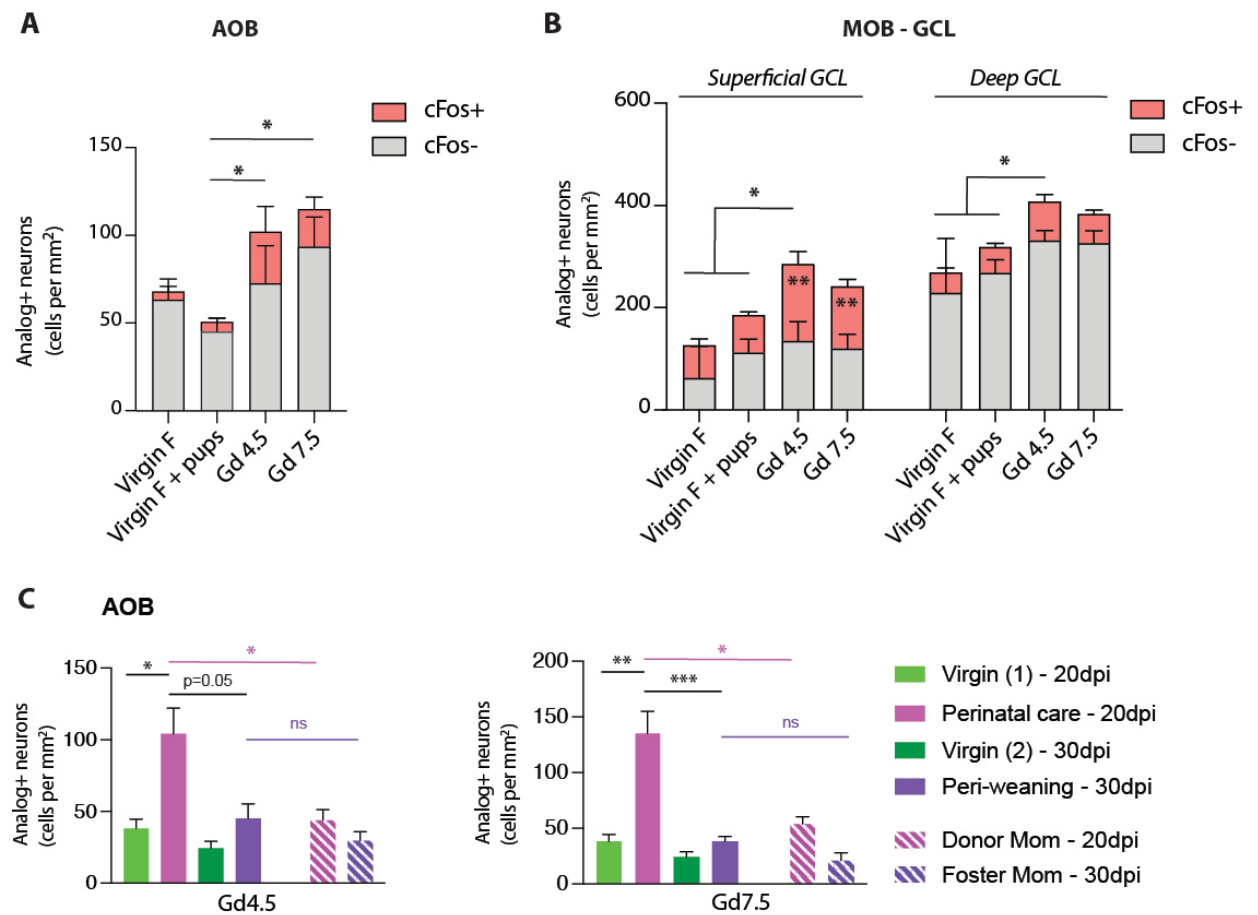 A
AOB
cFos+
cFos-
Analog+ neurons
(cells per mm²)
150
100
50
0
*
*
Virgin F
Virgin F + pups
Gd 4.5
Gd 7.5
B
MOB - GCL
Superficial GCL
Deep GCL
cFos+
cFos-
Analog+ neurons
(cells per mm²)
600
400
200
0
*
*
**
**
Virgin F
Virgin F + pups
Gd 4.5
Gd 7.5
Virgin F
Virgin F + pups
Gd 4.5
Gd 7.5
C
AOB
Analog+ neurons
(cells per mm²)
150
100
50
0
*
*
p=0.05
ns
Gd4.5
Analog+ neurons
(cells per mm²)
200
150
100
50
0
**
*
***
ns
Gd7.5
Virgin (1) - 20dpi
Perinatal care - 20dpi
Virgin (2) - 30dpi
Peri-weaning - 30dpi
Donor Mom - 20dpi
Foster Mom - 30dpi